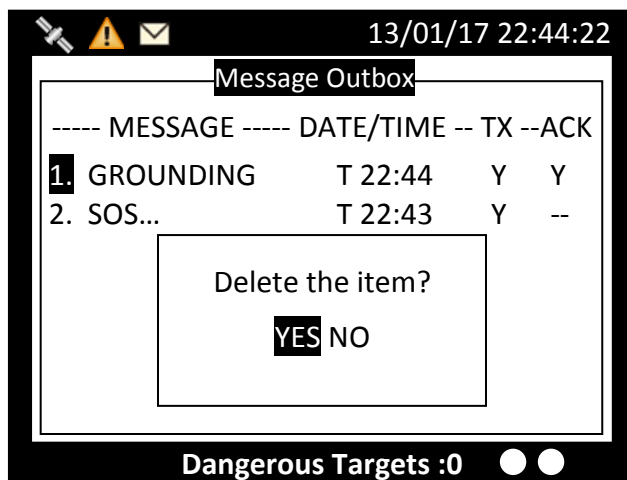 13/01/17 22:44:22
Message Outbox
----- MESSAGE ----- DATE/TIME -- TX --ACK
1. GROUNDING T 22:44 Y Y
2. SOS... T 22:43 Y --
Delete the item?
YES NO
Dangerous Targets :0